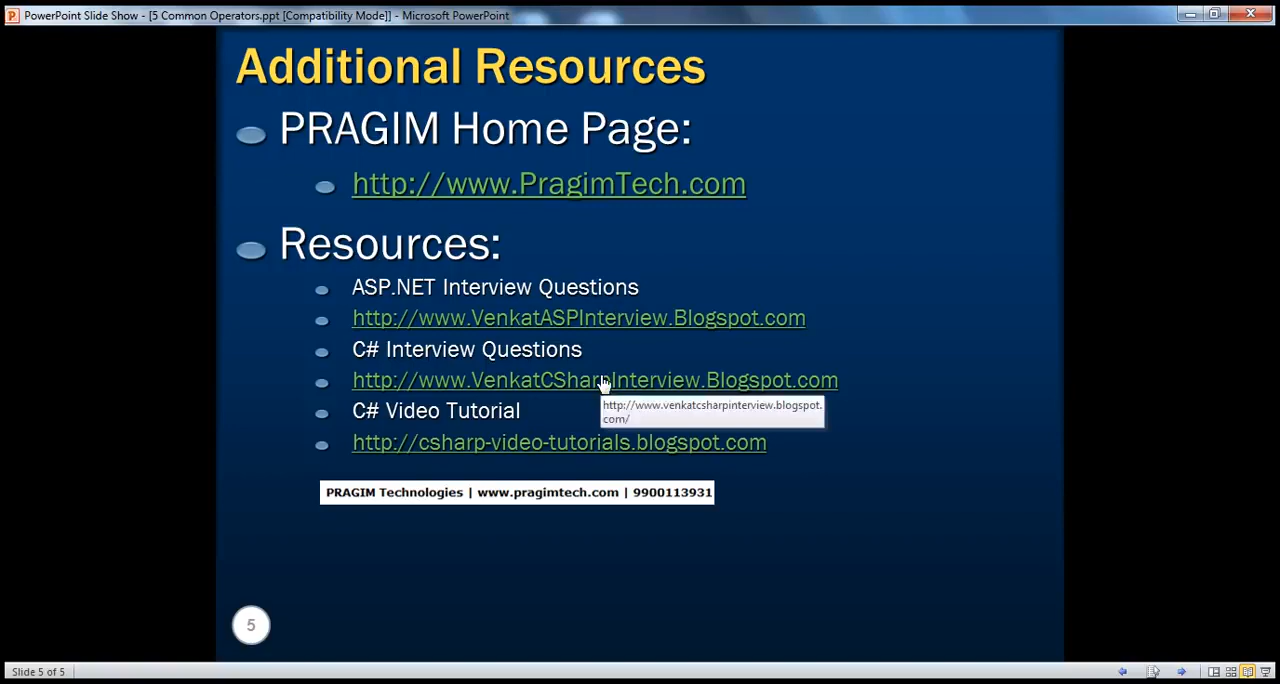 PowerPoint Slide Show - [5 Common Operators.ppt [Compatibility Mode]] - Microsoft PowerPoint
Additional Resources
PRAGIM Home Page:
http://www.PragimTech.com
Resources:
ASP.NET Interview Questions
http://www.VenkatASPInterview.Blogspot.com
C# Interview Questions
http://www.VenkatCSharpInterview.Blogspot.com
http://www.venkatcsharpinterview.blogspot.
com/
C# Video Tutorial
http://csharp-video-tutorials.blogspot.com
PRAGIM Technologies | www.pragimtech.com | 9900113931
5
Slide 5 of 5